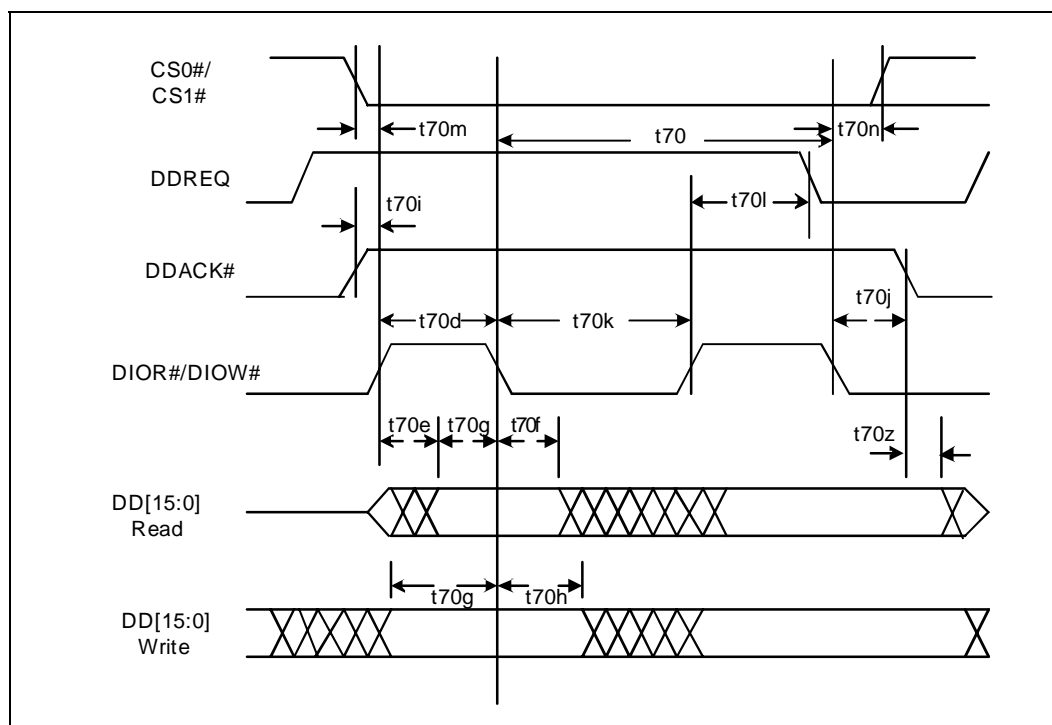 CS0#/
CS1#
t70m
t70
t70n
DDREQ
t70i
t70l
DDACK#
t70j
t70d
t70k
DIOR#/DIOW#
t70e
t70g
t70f
t70z
DD[15:0]
Read
t70g
t70h
DD[15:0]
Write